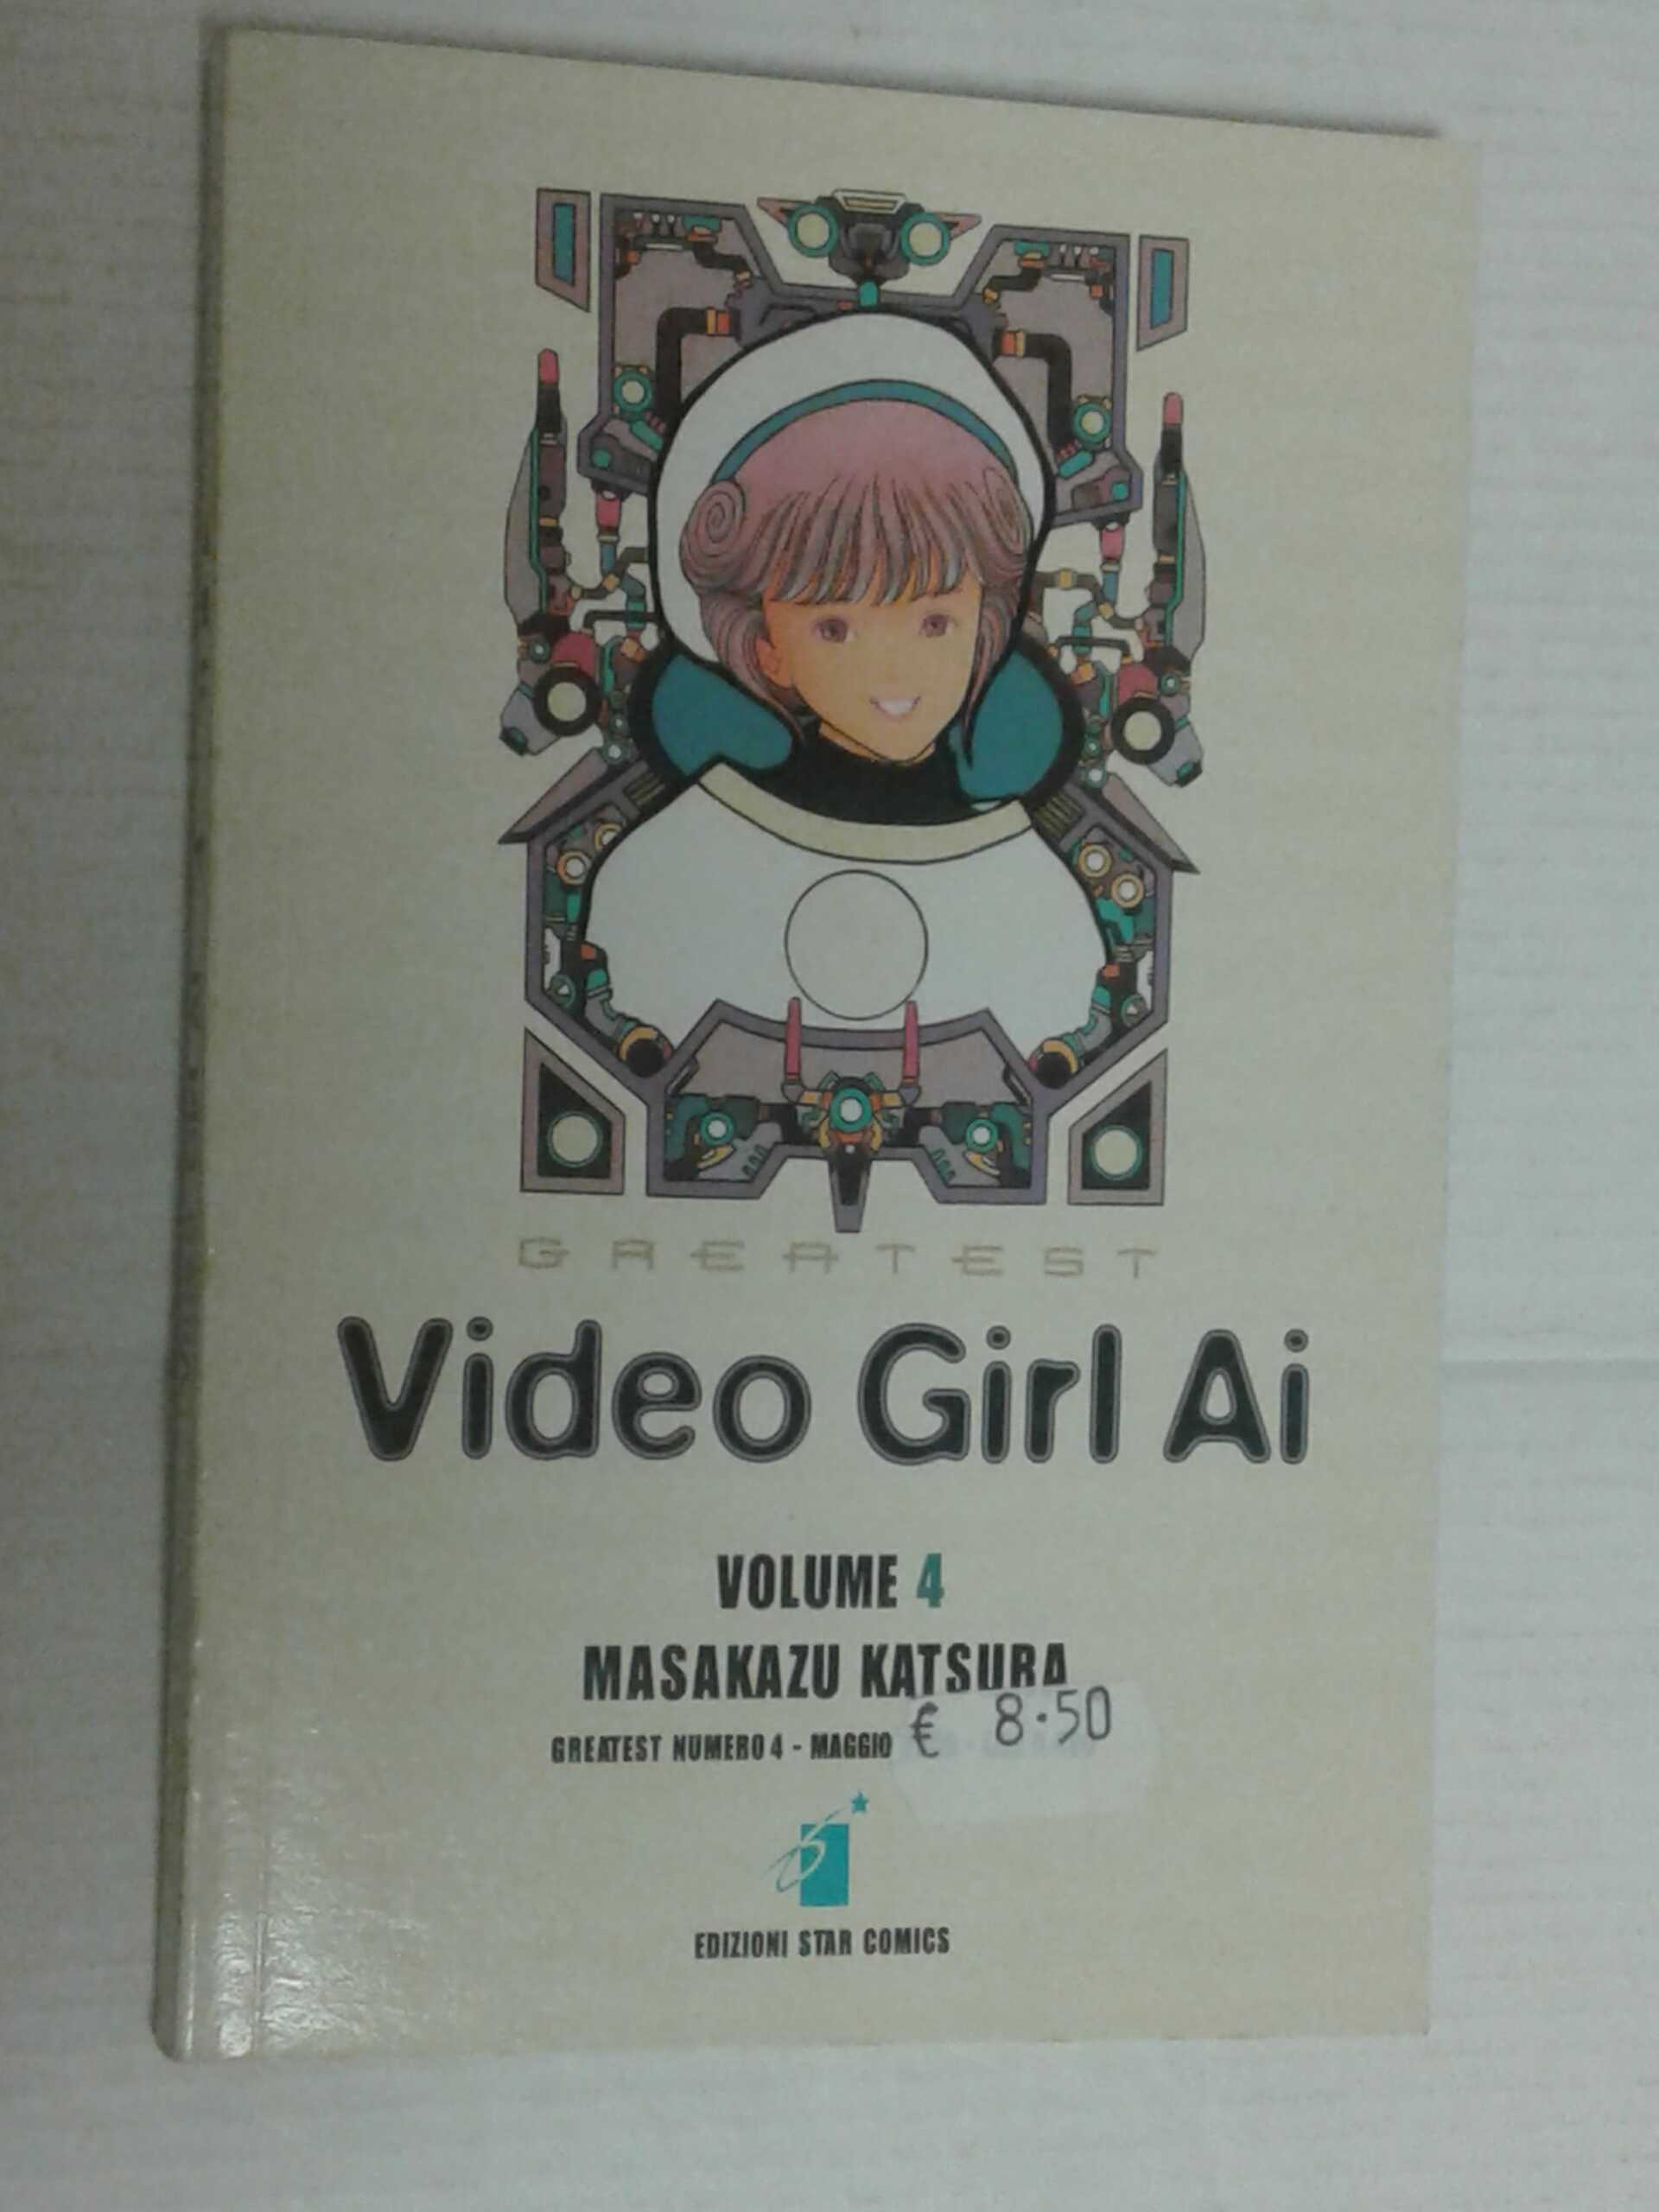 GREATEST
Video Girl Ai
VOLUME 4
MASAKAZU KATSURA
GREATEST NUMERO 4 - MAGGIO
€ 8.50
EDIZIONI STAR COMICS